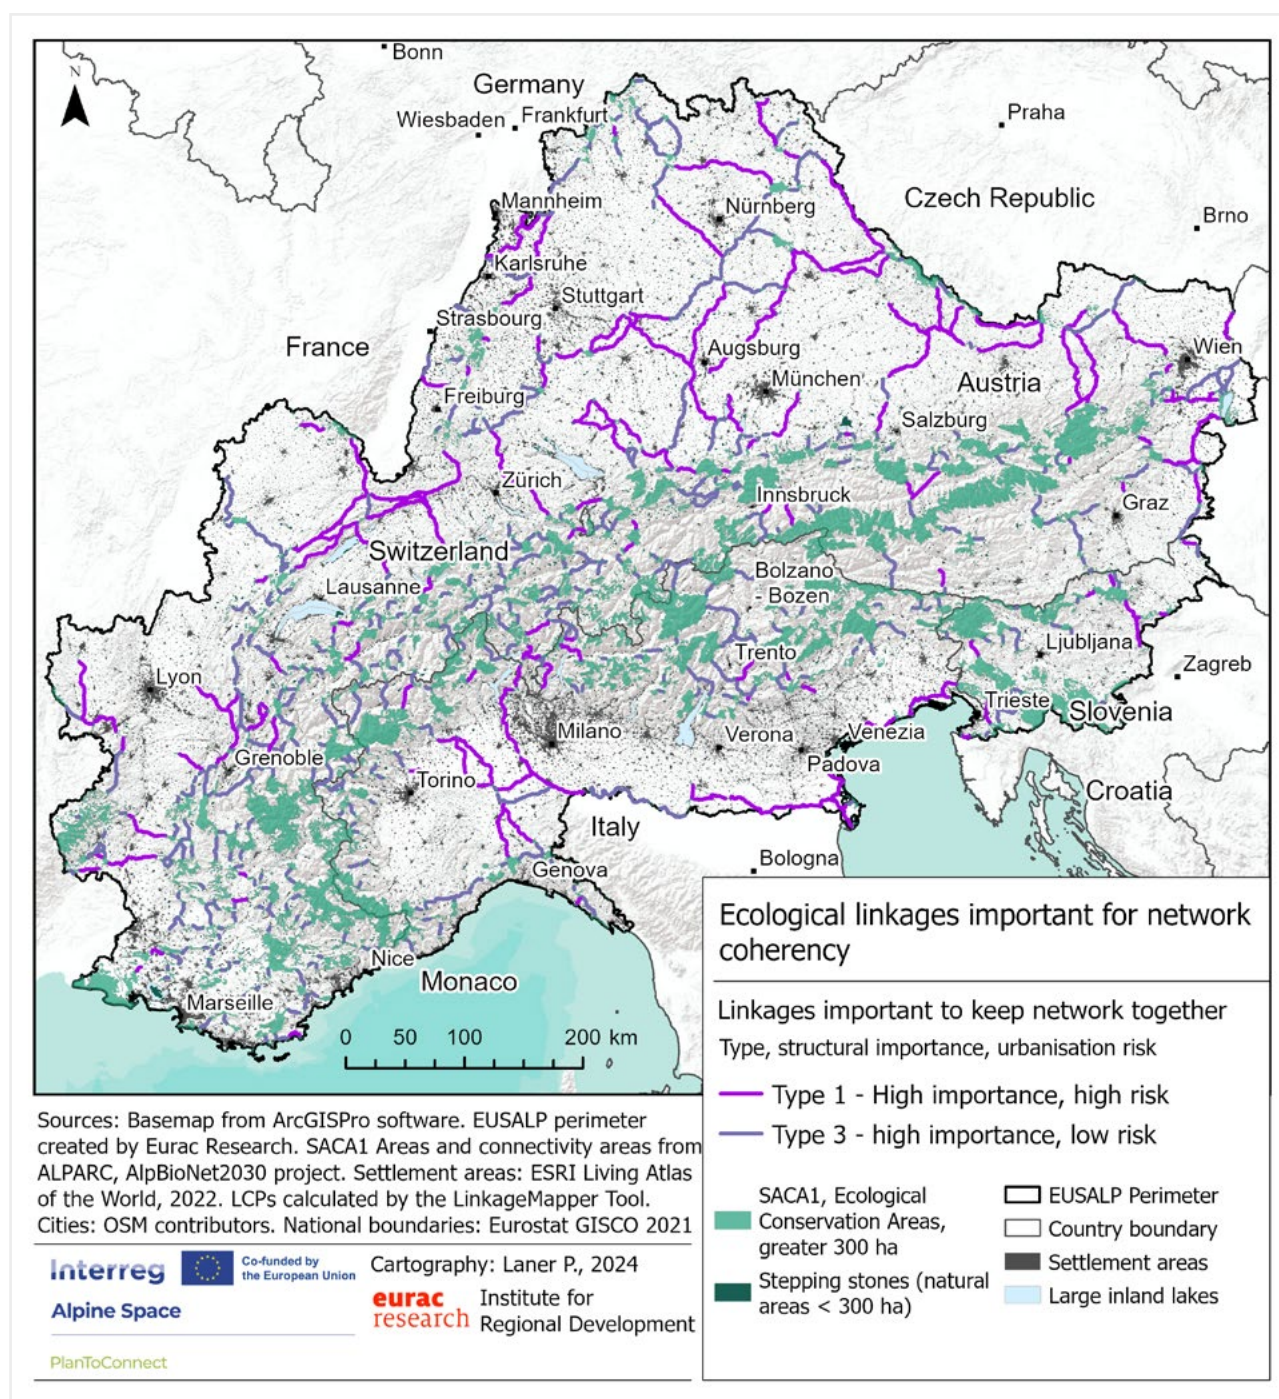 Bonn
Germany
Wiesbaden
Frankfurt
Praha
Czech Republic
Brno
Mannheim
Nürnberg
Karlsruhe
Stuttgart
Strasbourg
France
Augsburg
München
Wien
Austria
Freiburg
Salzburg
Zürich
Innsbruck
Graz
Switzerland
Lausanne
Bolzano
- Bozen
Ljubljana
Trento
Zagreb
Lyon
Trieste
Slovenia
Milano
Verona
Venezia
Grenoble
Padova
Torino
Croatia
Italy
Bologna
Genova
Nice
Monaco
Marseille
N
0 50 100 200 km
Ecological linkages important for network
coherency
Linkages important to keep network together
Type, structural importance, urbanisation risk
Type 1 - High importance, high risk
Type 3 - high importance, low risk
SACA1, Ecological
Conservation Areas,
greater 300 ha
Stepping stones (natural
areas < 300 ha)
EUSALP Perimeter
Country boundary
Settlement areas
Large inland lakes
Sources: Basemap from ArcGISPro software. EUSALP perimeter
created by Eurac Research. SACA1 Areas and connectivity areas from
ALPARC, AlpBioNet2030 project. Settlement areas: ESRI Living Atlas
of the World, 2022. LCPs calculated by the LinkageMapper Tool.
Cities: OSM contributors. National boundaries: Eurostat GISCO 2021
Interreg
Co-funded by
the European Union
Alpine Space
PlanToConnect
Cartography: Laner P., 2024
eurac
research
Institute for
Regional Development